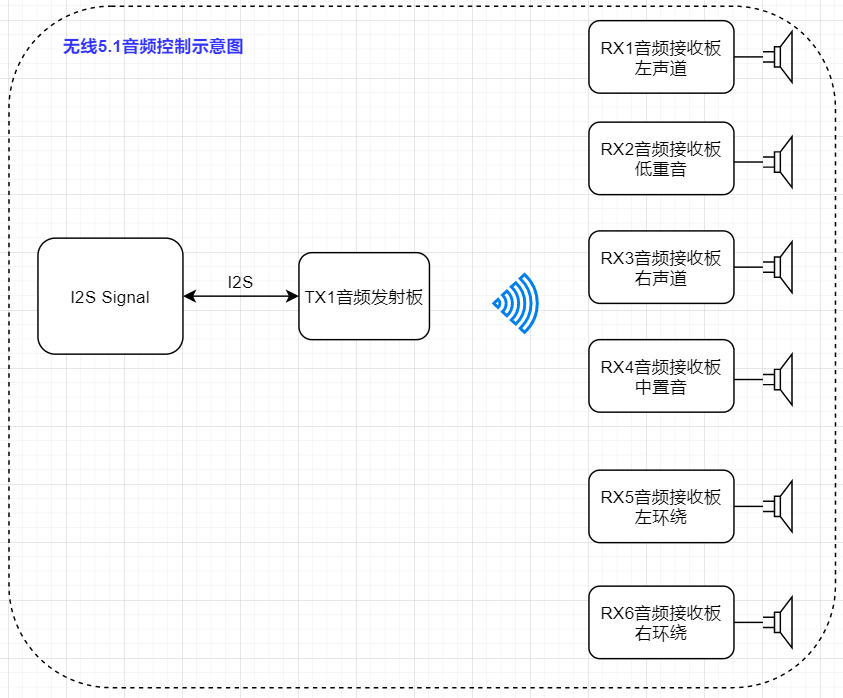 无线5.1音频控制示意图
RX1音频接收板
左声道
RX2音频接收板
低重音
RX3音频接收板
右声道
I2S Signal
I2S
TX1音频发射板
RX4音频接收板
中置音
RX5音频接收板
左环绕
RX6音频接收板
右环绕